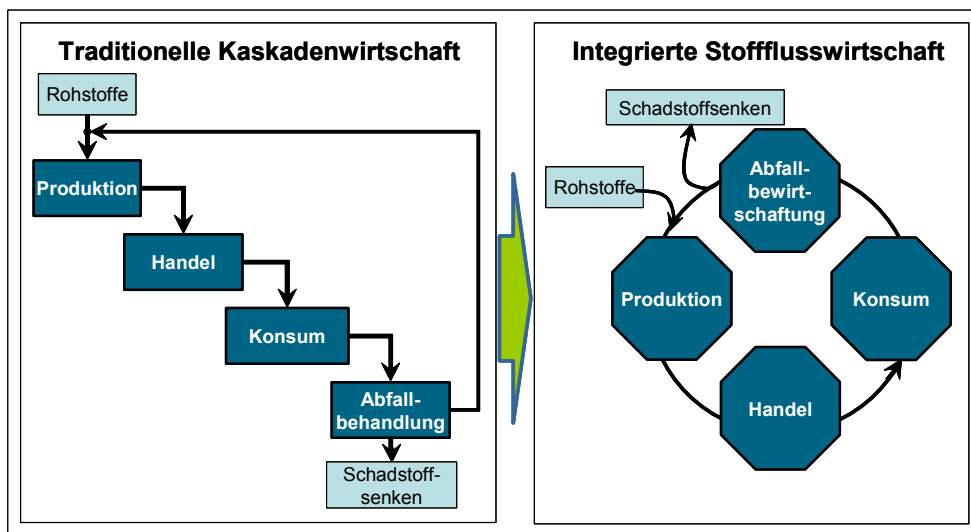 Traditionelle Kaskadenwirtschaft
Rohstoffe
Produktion
Handel
Konsum
Abfall-
behandlung
Schadstoff-
senken
Integrierte Stoffflusswirtschaft
Schadstoffsenken
Abfall-
bewirt-
schaftung
Rohstoffe
Produktion
Konsum
Handel